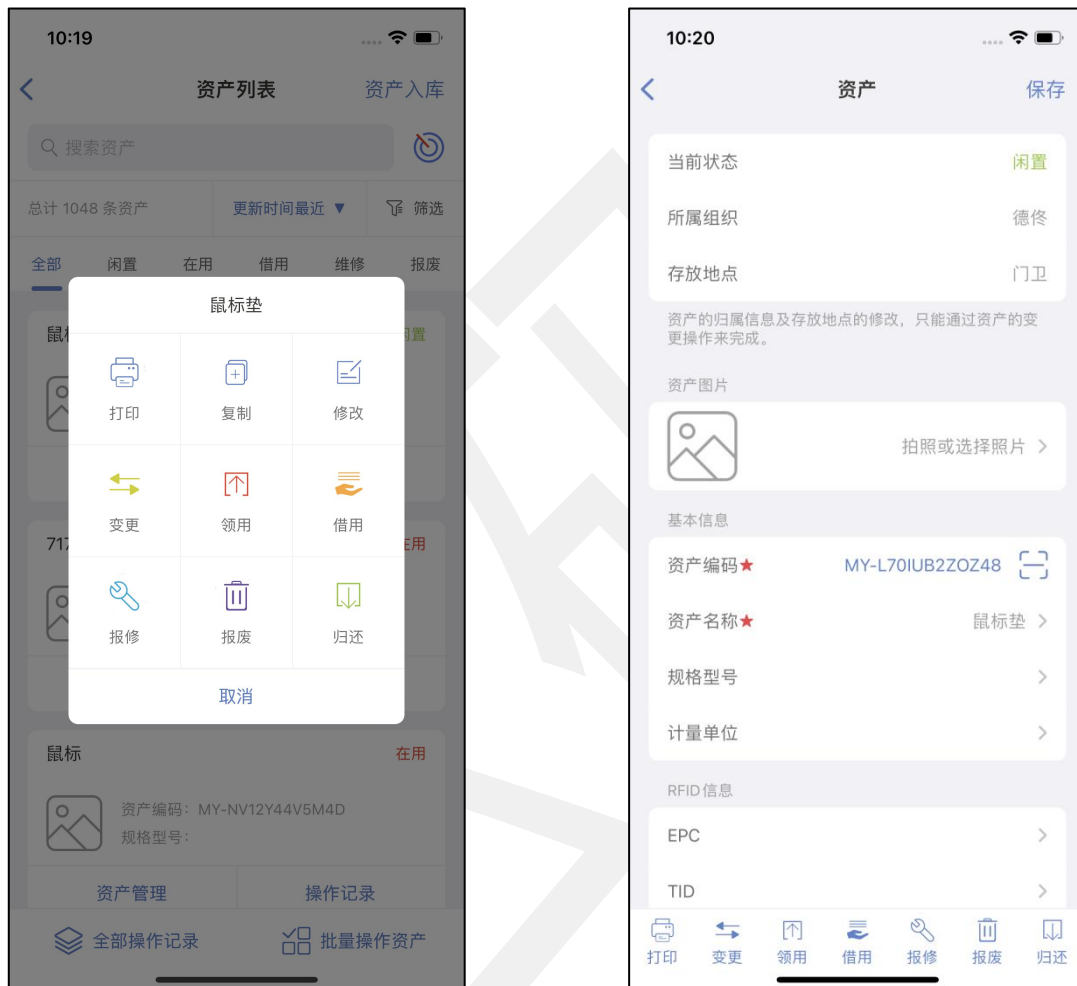 10:19
资产列表
资产入库
搜索资产
总计 1048 条资产
更新时间最近 ▼
筛选
全部 闲置 在用 借用 维修 报废
鼠标垫
打印 复制 修改
变更 领用 借用
717
在用
报修 报废 归还
取消
鼠标
在用
资产编码：MY-NV12Y44V5M4D
规格型号：
资产管理 操作记录
全部操作记录 批量操作资产
10:20
资产
保存
当前状态 闲置
所属组织 德佟
存放地点 门卫
资产的归属信息及存放地点的修改，只能通过资产的变
更操作来完成。
资产图片
拍照或选择照片
基本信息
资产编码★ MY-L70IUB2ZOZ48
资产名称★ 鼠标垫
规格型号
计量单位
RFID信息
EPC
TID
打印 变更 领用 借用 报修 报废 归还